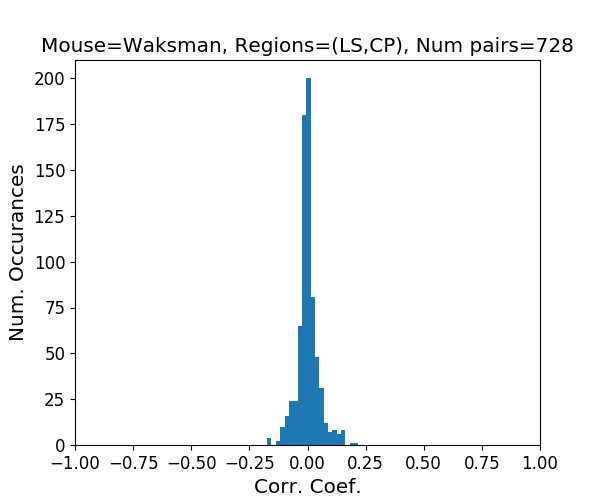 Mouse=Waksman, Regions=(LS,CP), Num pairs=728
200
175
150
125
100
75
50
25
0
Num. Occurances
−1.00 −0.75 −0.50 −0.25 0.00 0.25 0.50 0.75 1.00
Corr. Coef.